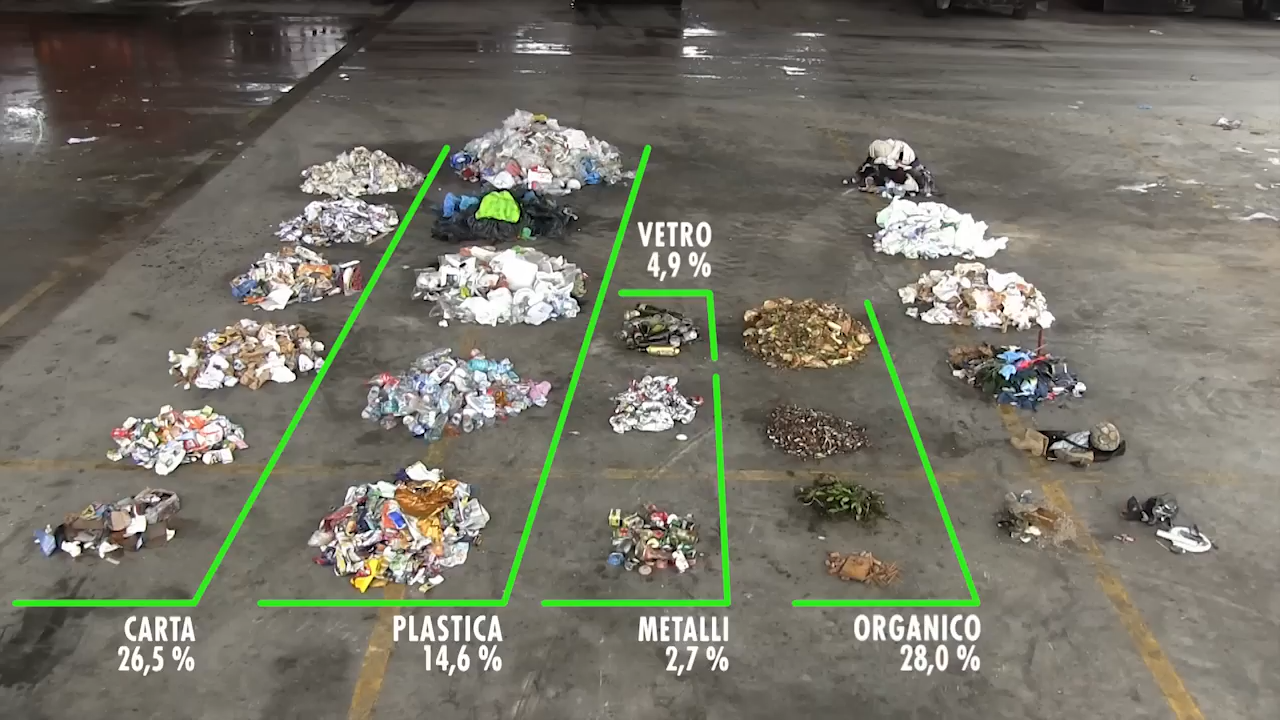 VETRO
4,9 %
CARTA
26,5 %
PLASTICA
14,6 %
METALLI
2,7 %
ORGANICO
28,0 %